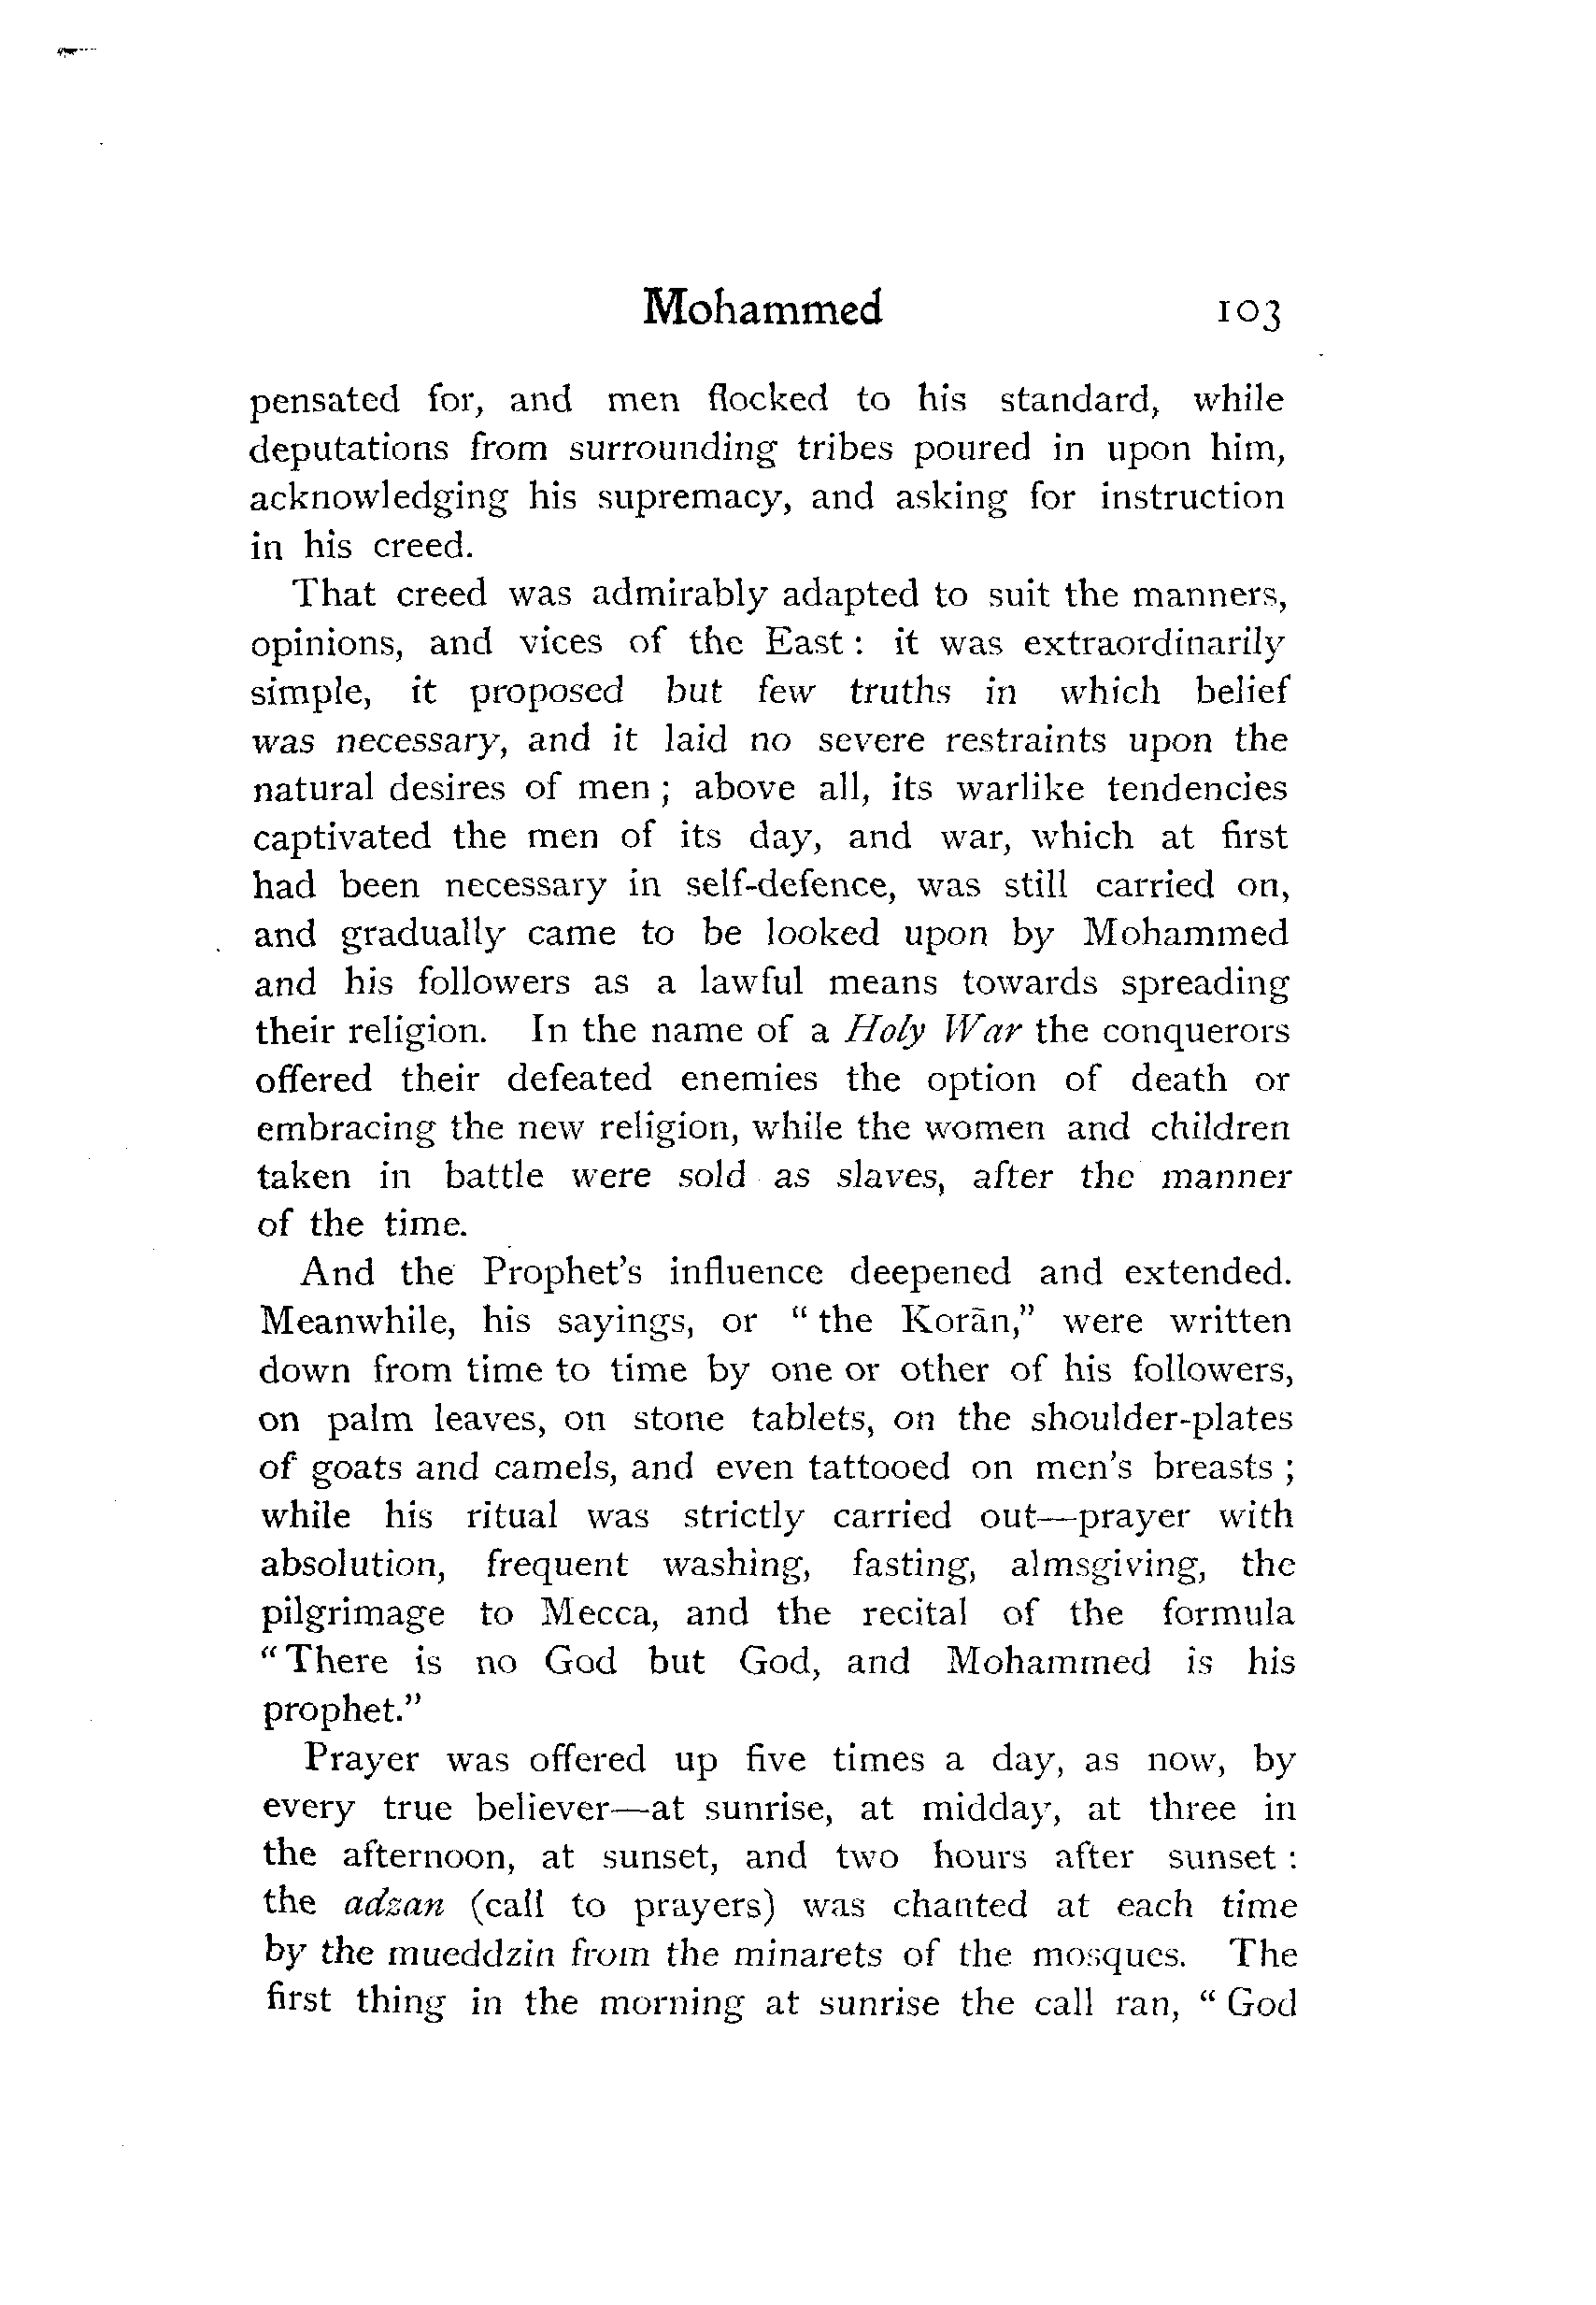 Mohammed 103
pensated for, and men flocked to his standard, while
deputations from surrounding tribes poured in upon him,
acknowledging his supremacy, and asking for instruction
in his creed.
That creed was admirably adapted to suit the manners,
opinions, and vices of the East : it was extraordinarily
simple, it proposed but few truths in which belief
was necessary, and it laid no severe restraints upon the
natural desires of men ; above all, its warlike tendencies
captivated the men of its day, and war, which at first
had been necessary in self-defence, was still carried on,
and gradually came to be looked upon by Mohammed
and his followers as a lawful means towards spreading
their religion. In the name of a Holy War the conquerors
offered their defeated enemies the option of death or
embracing the new religion, while the women and children
taken in battle were sold as slaves, after the manner
of the time.
And the Prophet's influence deepened and extended.
Meanwhile, his sayings, or " the Korān," were written
down from time to time by one or other of his followers,
on palm leaves, on stone tablets, on the shoulder-plates
of goats and camels, and even tattooed on men's breasts ;
while his ritual was strictly carried out—prayer with
absolution, frequent washing, fasting, almsgiving, the
pilgrimage to Mecca, and the recital of the formula
" There is no God but God, and Mohammed is his
prophet."
Prayer was offered up five times a day, as now, by
every true believer—at sunrise, at midday, at three in
the afternoon, at sunset, and two hours after sunset :
the adzan (call to prayers) was chanted at each time
by the mueddzin from the minarets of the mosques. The
first thing in the morning at sunrise the call ran, " God